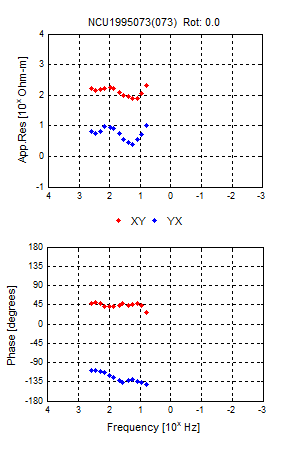 NCU1995073(073) Rot: 0.0
App.Res [10^x Ohm-m]
4
3
2
1
0
-1
4 3 2 1 0 -1 -2 -3
XY YX
Phase [degrees]
180
135
90
45
0
-45
-90
-135
-180
4 3 2 1 0 -1 -2 -3
Frequency [10^x Hz]